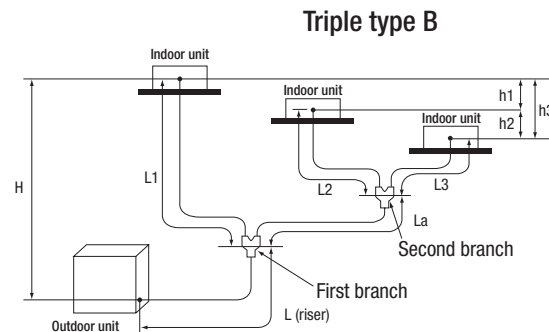 Triple type B
Indoor unit
Indoor unit
Indoor unit
h1
h2
h3
H
L1
L2
L3
La
Second branch
First branch
L (riser)
Outdoor unit